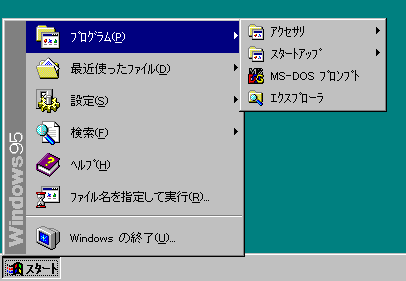 ﾌﾟﾛｸﾞﾗﾑ(P)
最近使ったﾌｧｲﾙ(D)
設定(S)
検索(F)
ﾍﾙﾌﾟ(H)
ﾌｧｲﾙ名を指定して実行(R)...
Windows の終了(U)...
ｱｸｾｻﾘ
ｽﾀｰﾄｱｯﾌﾟ
MS-DOS ﾌﾟﾛﾝﾌﾟﾄ
ｴｸｽﾌﾟﾛｰﾗ
Windows95
スタート